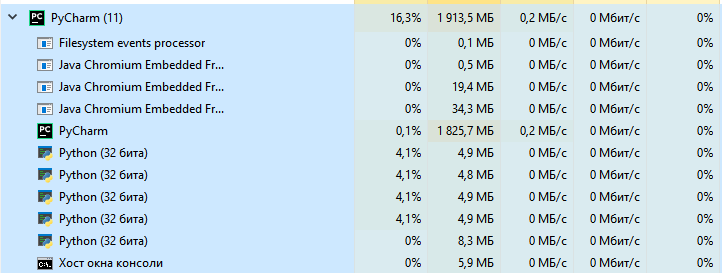 PyCharm (11) 16,3% 1 913,5 МБ 0,2 МБ/с 0 Мбит/с 0%
Filesystem events processor 0% 0,1 МБ 0 МБ/с 0 Мбит/с 0%
Java Chromium Embedded Fr... 0% 0,5 МБ 0 МБ/с 0 Мбит/с 0%
Java Chromium Embedded Fr... 0% 19,4 МБ 0 МБ/с 0 Мбит/с 0%
Java Chromium Embedded Fr... 0% 34,3 МБ 0 МБ/с 0 Мбит/с 0%
PyCharm 0,1% 1 825,7 МБ 0,2 МБ/с 0 Мбит/с 0%
Python (32 бита) 4,1% 4,9 МБ 0 МБ/с 0 Мбит/с 0%
Python (32 бита) 4,1% 4,8 МБ 0 МБ/с 0 Мбит/с 0%
Python (32 бита) 4,1% 4,9 МБ 0 МБ/с 0 Мбит/с 0%
Python (32 бита) 4,1% 4,9 МБ 0 МБ/с 0 Мбит/с 0%
Python (32 бита) 0% 8,3 МБ 0 МБ/с 0 Мбит/с 0%
Хост окна консоли 0% 5,9 МБ 0 МБ/с 0 Мбит/с 0%